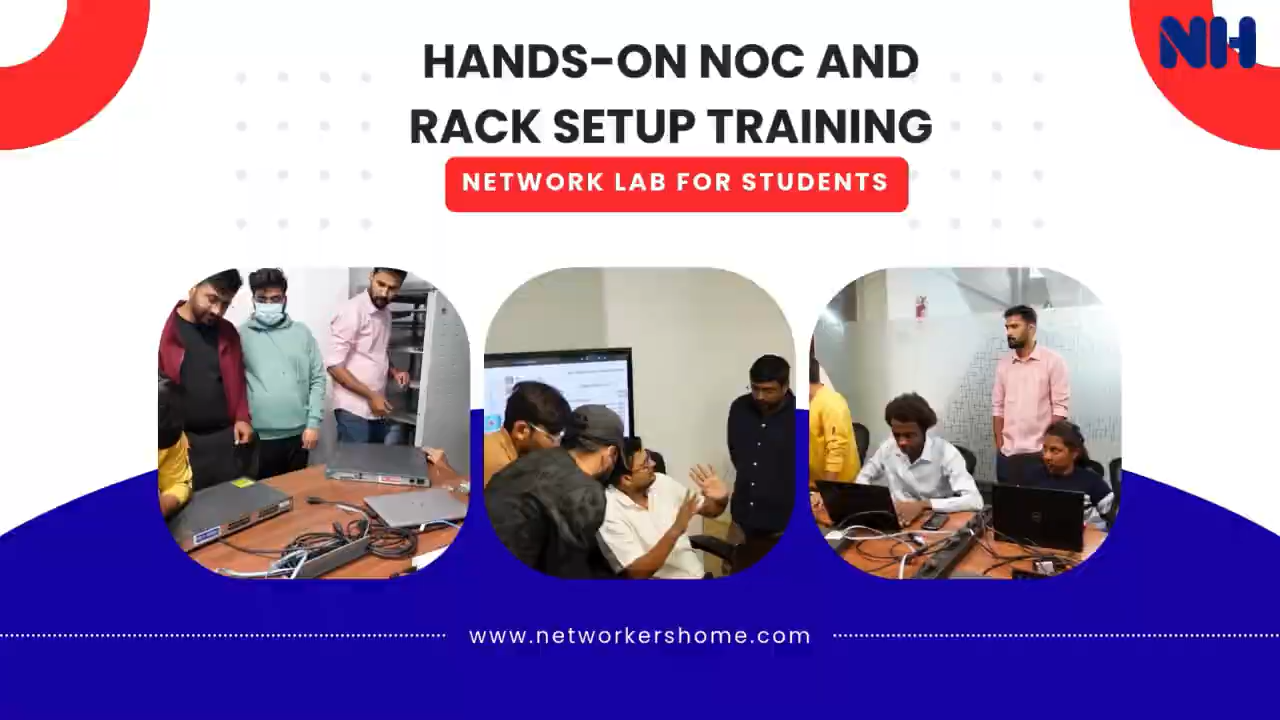 NH
HANDS-ON NOC AND
RACK SETUP TRAINING
NETWORK LAB FOR STUDENTS
www.networkershome.com